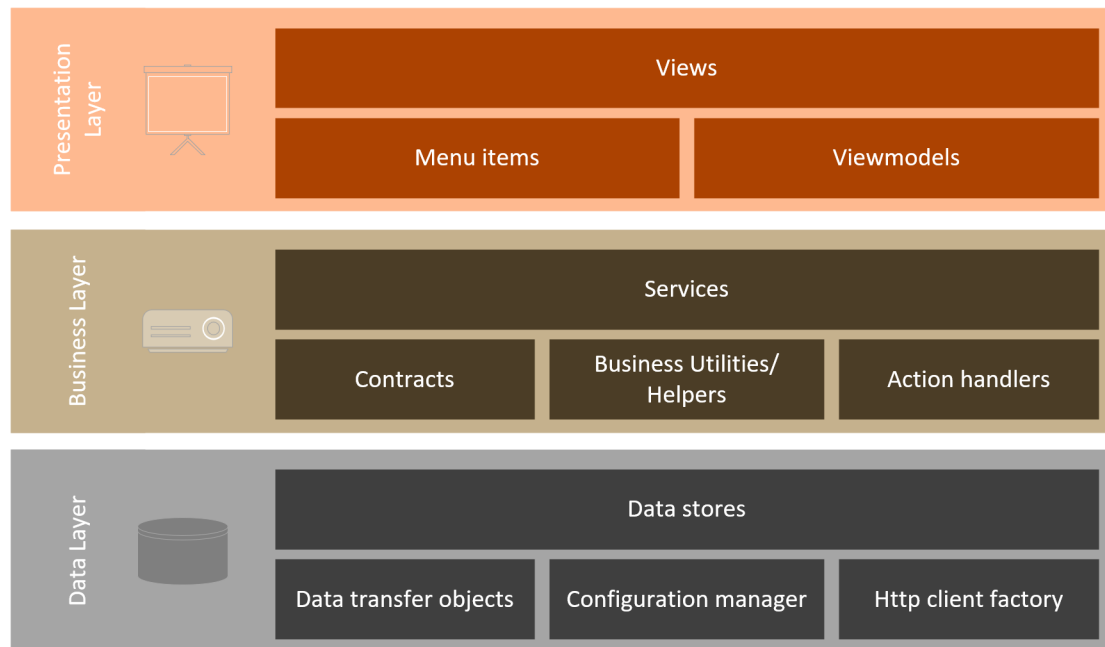 Presentation
Layer
Views
Menu items
Viewmodels
Business Layer
Services
Contracts
Business Utilities/
Helpers
Action handlers
Data Layer
Data stores
Data transfer objects
Configuration manager
Http client factory